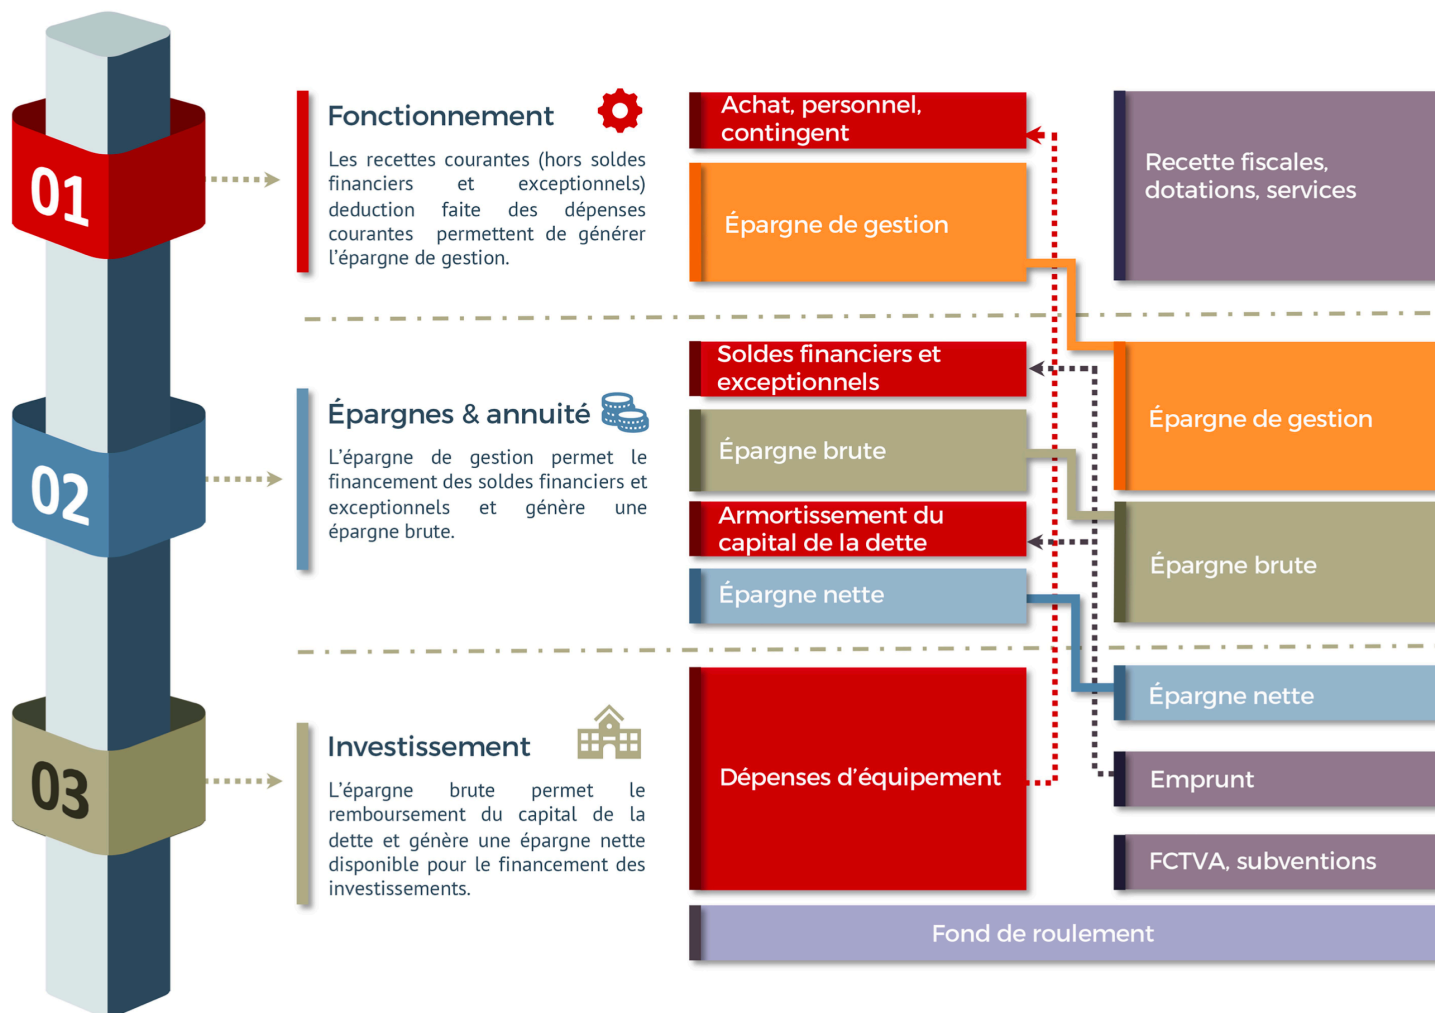 01
Fonctionnement
Les recettes courantes (hors soldes
financiers et exceptionnels)
deduction faite des dépenses
courantes permettent de générer
l'épargne de gestion.
Achat, personnel,
contingent
Épargne de gestion
Recette fiscales,
dotations, services
02
Épargnes & annuité
L'épargne de gestion permet le
financement des soldes financiers et
exceptionnels et génère une
épargne brute.
Soldes financiers et
exceptionnels
Épargne brute
Armortissement du
capital de la dette
Épargne nette
Épargne de gestion
Épargne brute
03
Investissement
L'épargne brute permet le
remboursement du capital de la
dette et génère une épargne nette
disponible pour le financement des
investissements.
Dépenses d'équipement
Épargne nette
Emprunt
FCTVA, subventions
Fond de roulement